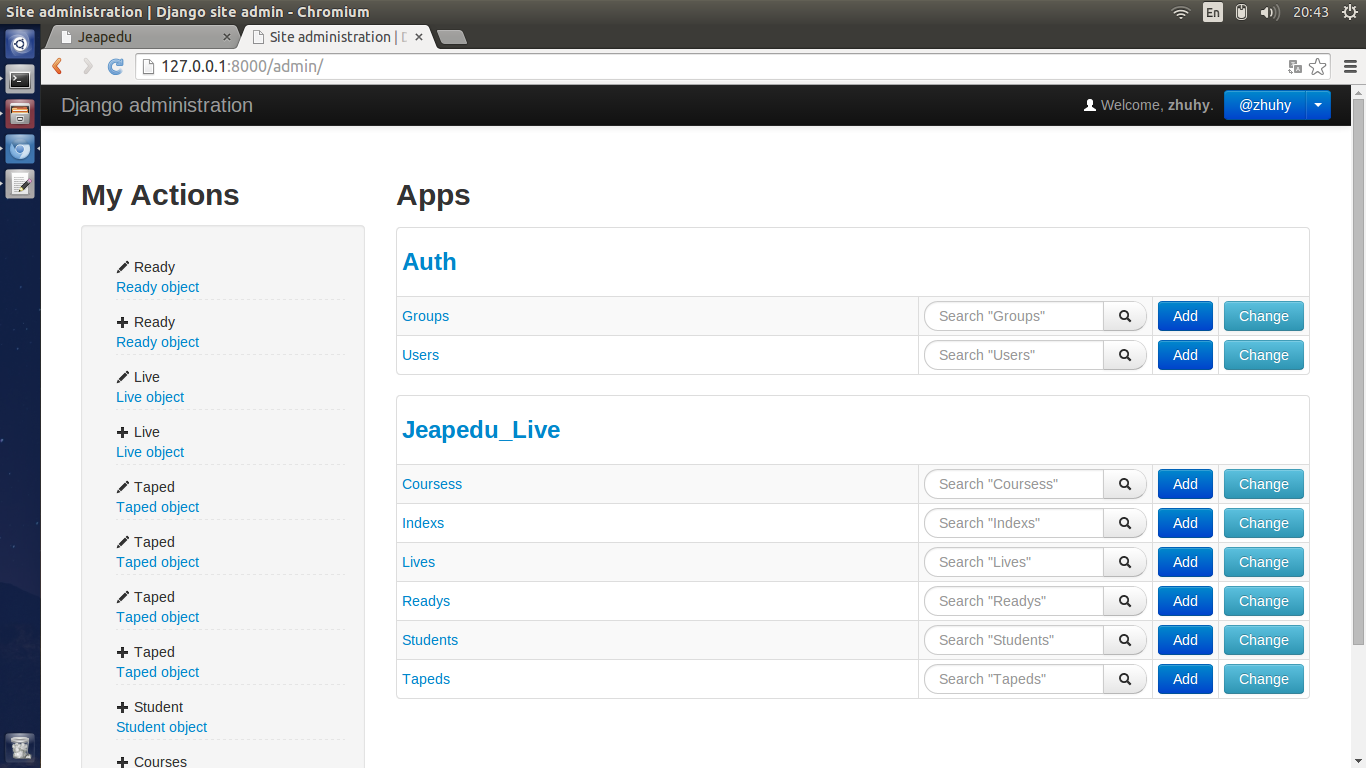 Site administration | Django site admin - Chromium
En
20:43
Jeapedu
Site administration |
127.0.0.1:8000/admin/
Django administration
Welcome, zhuhy.
@zhuhy
My Actions
Ready
Ready object
Ready
Ready object
Live
Live object
Live
Live object
Taped
Taped object
Taped
Taped object
Taped
Taped object
Taped
Taped object
Student
Student object
Courses
Apps
Auth
Groups Search "Groups" Add Change
Users Search "Users" Add Change
Jeapedu_Live
Coursess Search "Coursess" Add Change
Indexs Search "Indexs" Add Change
Lives Search "Lives" Add Change
Readys Search "Readys" Add Change
Students Search "Students" Add Change
Tapeds Search "Tapeds" Add Change